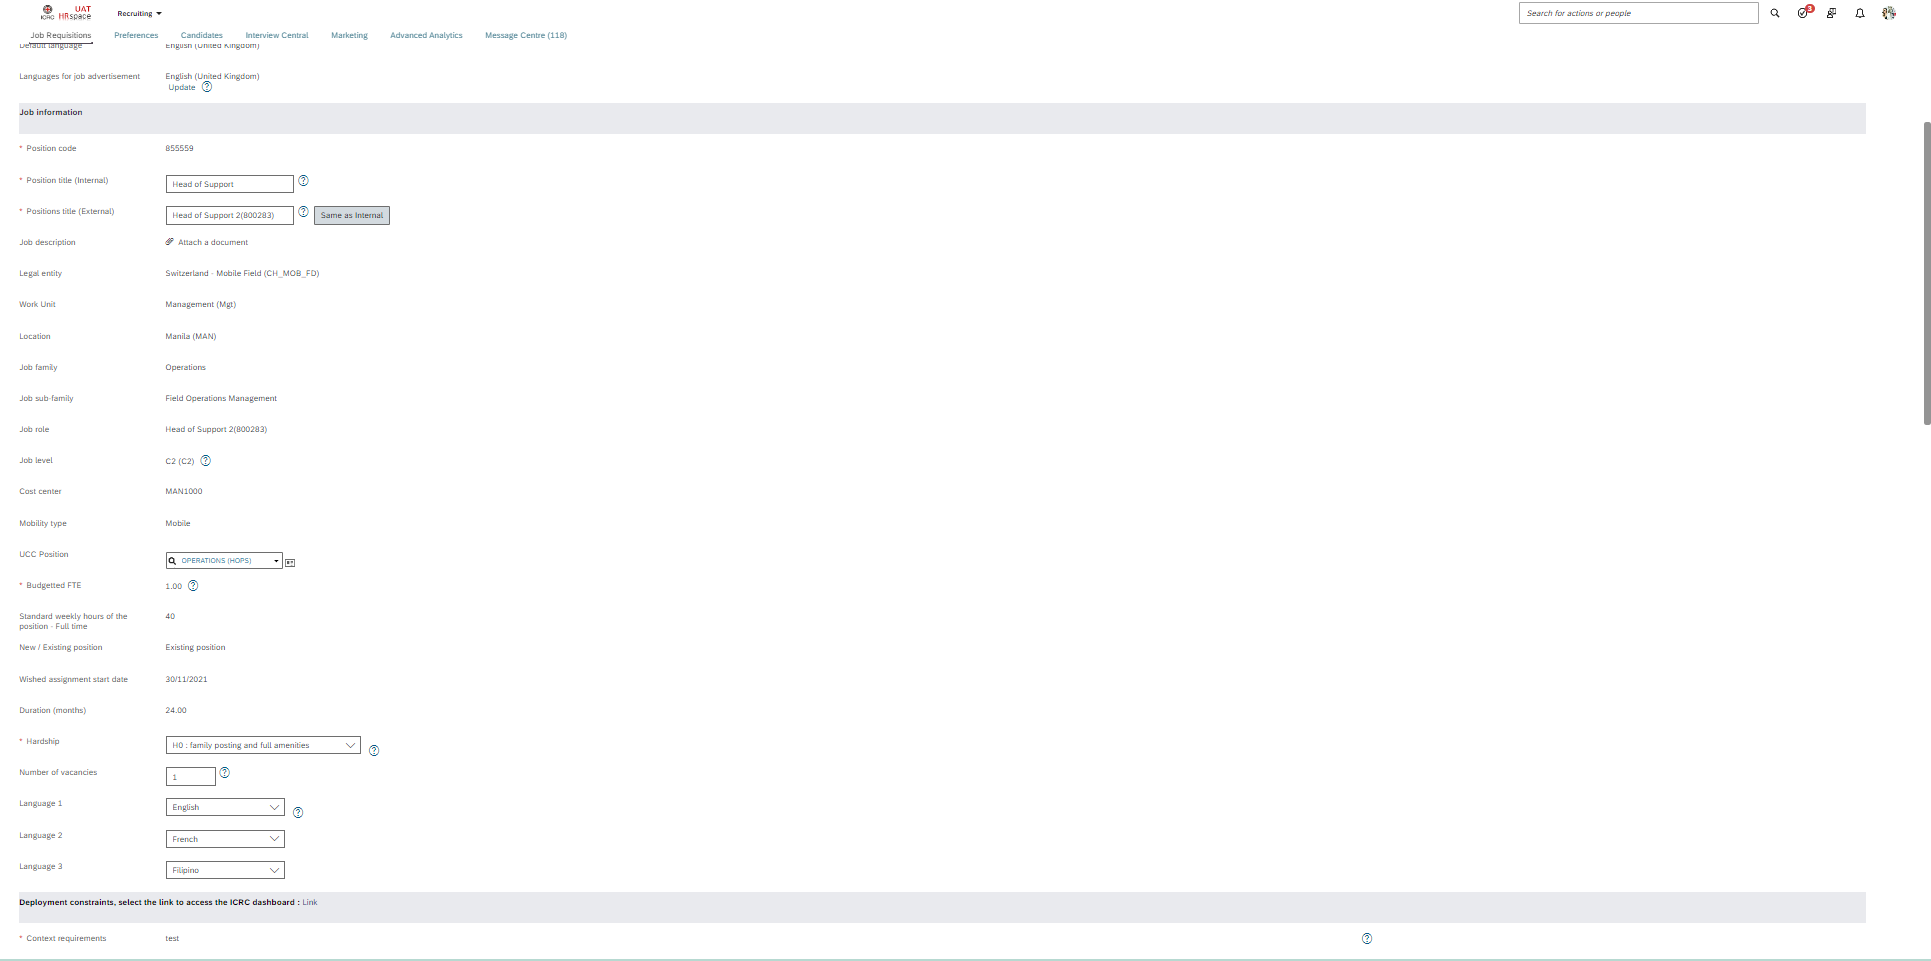 ICRC
UAT
HRspace
Recruiting
Search for actions or people
3
Job Requisitions
Preferences
Candidates
Interview Central
Marketing
Advanced Analytics
Message Centre (118)
Default language English (United Kingdom)
Languages for job advertisement English (United Kingdom)
Update
Job information
* Position code 855559
* Position title (Internal) Head of Support
* Positions title (External) Head of Support 2(800283) Same as Internal
Job description Attach a document
Legal entity Switzerland - Mobile Field (CH_MOB_FD)
Work Unit Management (Mgt)
Location Manila (MAN)
Job family Operations
Job sub-family Field Operations Management
Job role Head of Support 2(800283)
Job level C2 (C2)
Cost center MAN1000
Mobility type Mobile
UCC Position OPERATIONS (HOPS)
* Budgetted FTE 1.00
Standard weekly hours of the 40
position - Full time
New / Existing position Existing position
Wished assignment start date 30/11/2021
Duration (months) 24.00
* Hardship H0 : family posting and full amenities
Number of vacancies 1
Language 1 English
Language 2 French
Language 3 Filipino
Deployment constraints, select the link to access the ICRC dashboard : Link
* Context requirements test